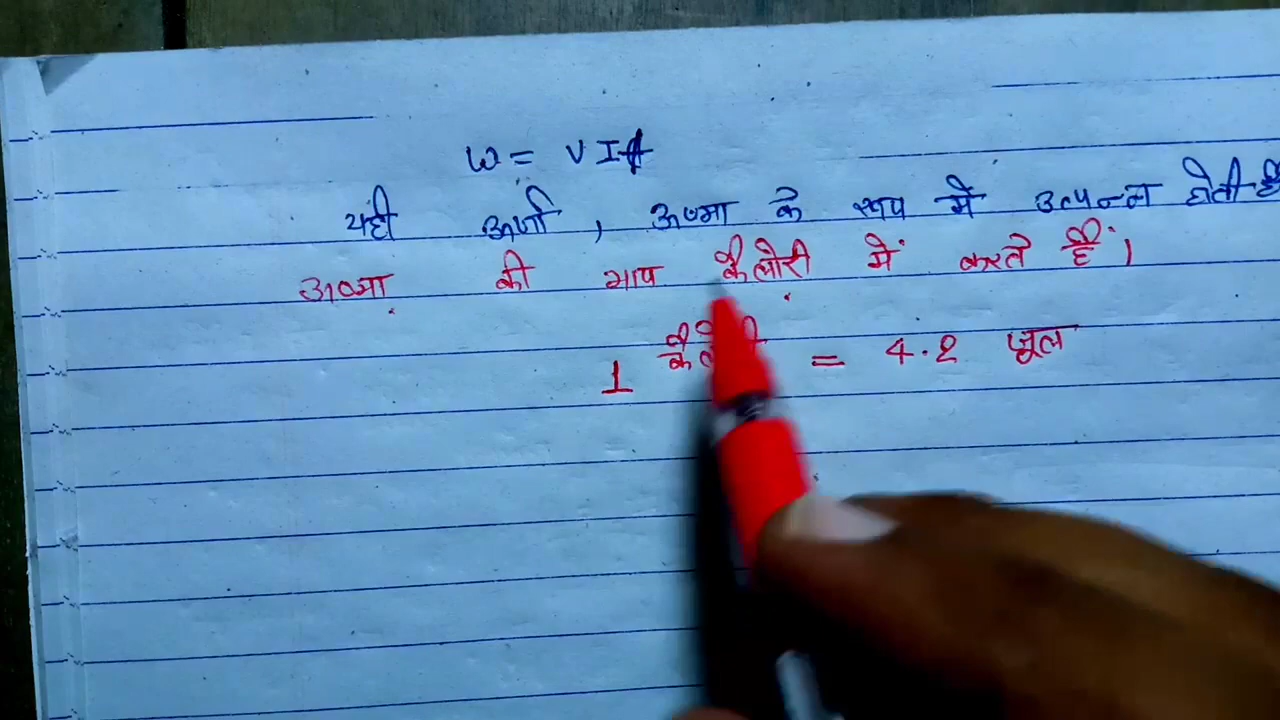 W = VIt
यही ऊर्जा , ऊष्मा के रूप में उत्पन्न होती है
ऊष्मा की माप कैलोरी में करते हैं।
1 कैलोरी = 4.2 जूल